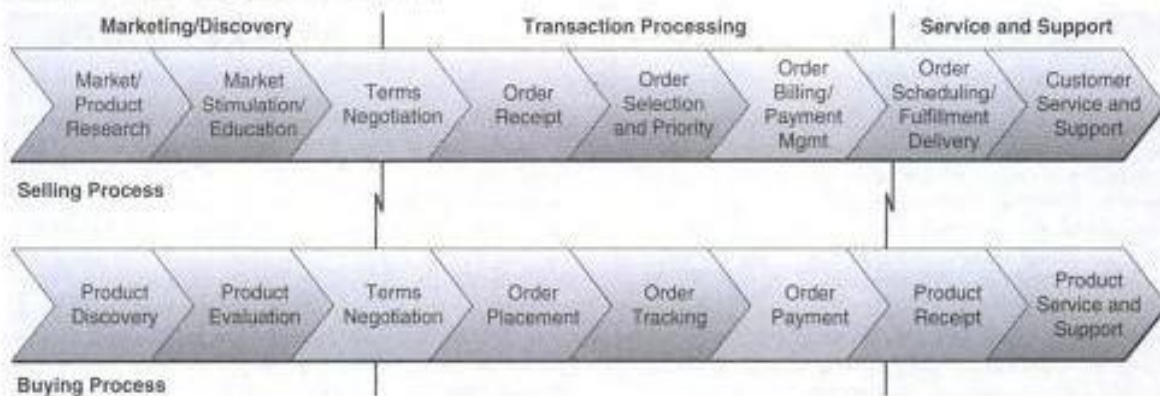 Marketing/Discovery
Transaction Processing
Service and Support
Market/
Product
Research
Market
Stimulation/
Education
Terms
Negotiation
Order
Receipt
Order
Selection
and Priority
Order
Billing/
Payment
Mgmt
Order
Scheduling/
Fulfillment
Delivery
Customer
Service and
Support
Selling Process
Product
Discovery
Product
Evaluation
Terms
Negotiation
Order
Placement
Order
Tracking
Order
Payment
Product
Receipt
Product
Service and
Support
Buying Process